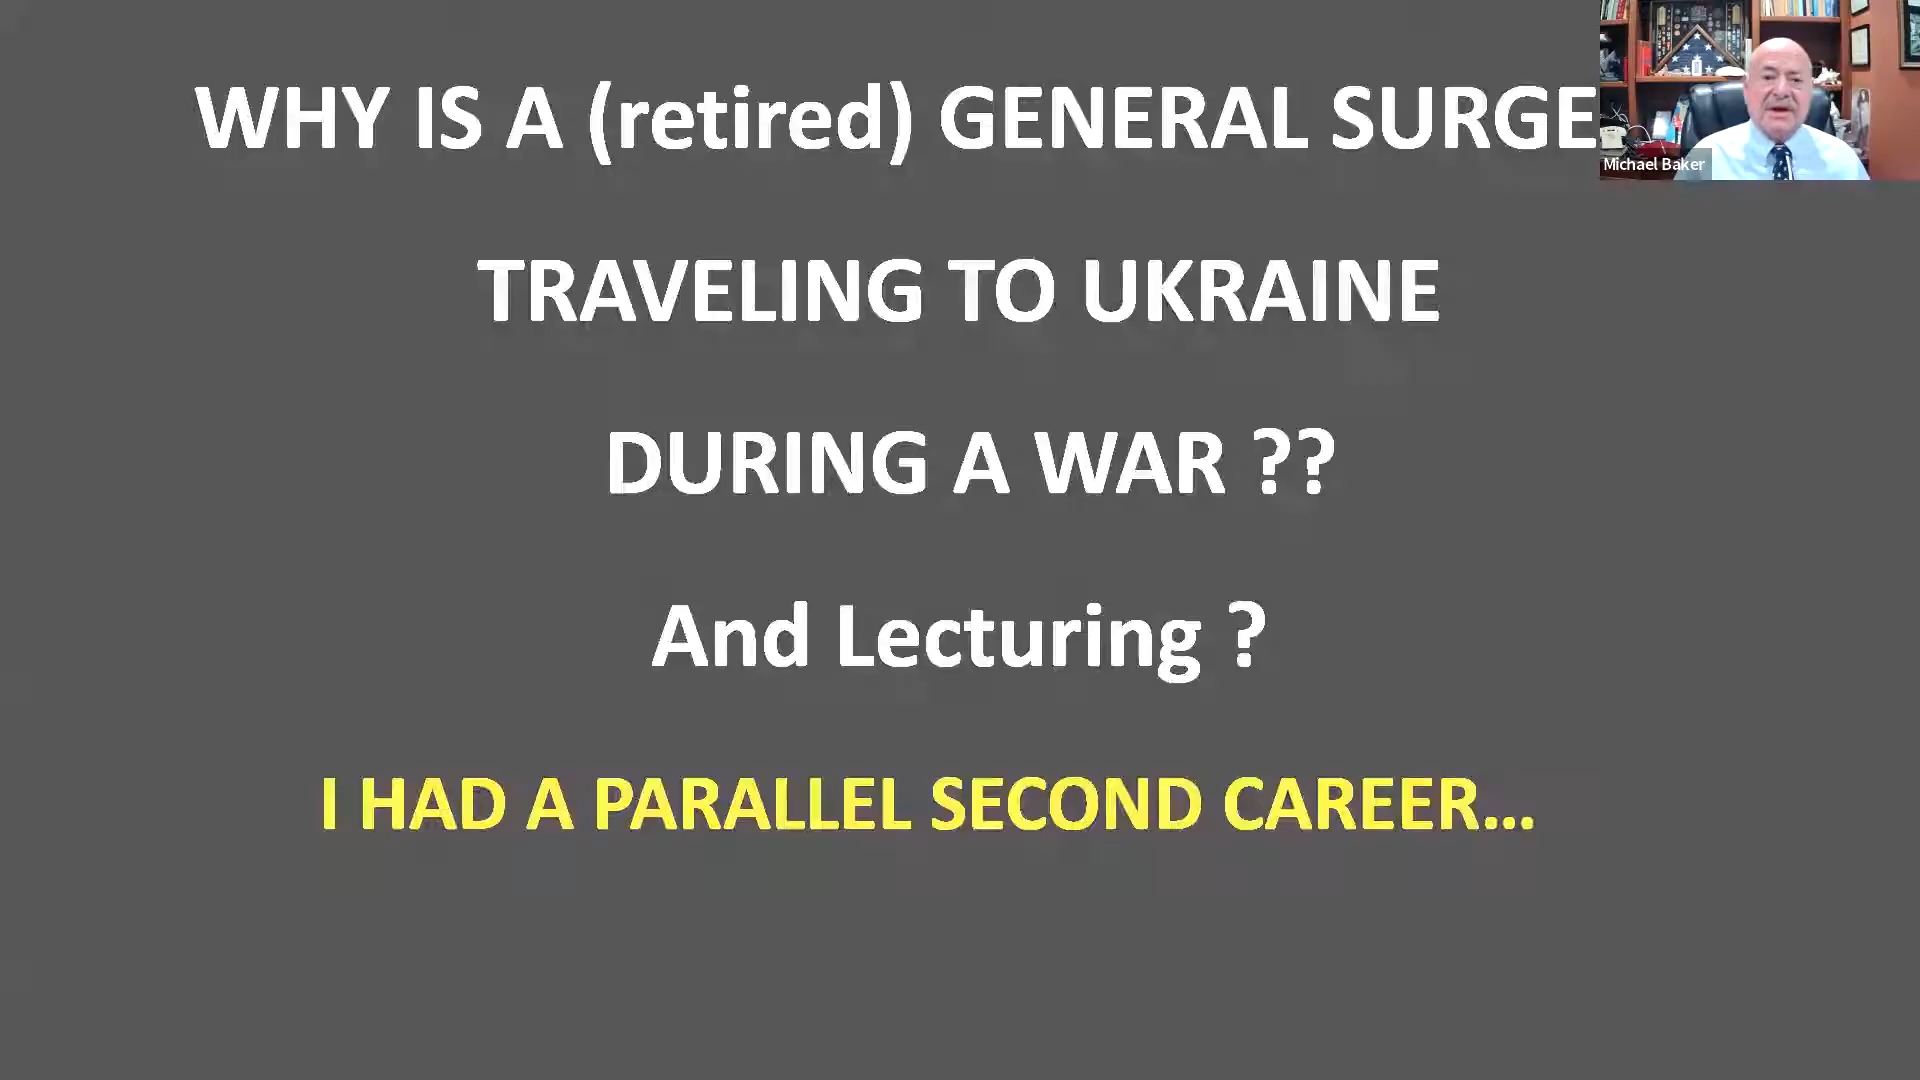 WHY IS A (retired) GENERAL SURGE
TRAVELING TO UKRAINE
DURING A WAR ??
And Lecturing ?
I HAD A PARALLEL SECOND CAREER...
Michael Baker